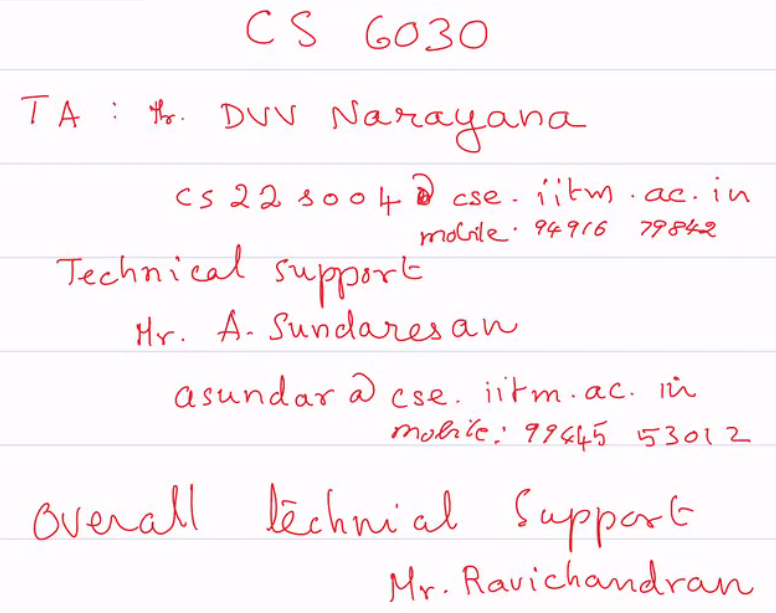 CS 6030
TA : Mr. DVV Narayana
cs22s004@cse.iitm.ac.in
mobile. 94916 79842
Technical support
Mr. A. Sundaresan
asundar@cse.iitm.ac.in
mobile: 99445 53012
Overall technial Support
Mr. Ravichandran